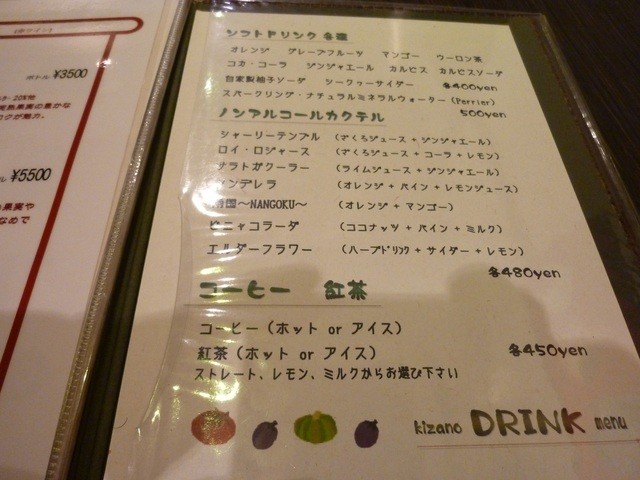 (赤ワイン)
ボトル ¥3500
¥5500
ソフトドリンク 各種
オレンジ グレープフルーツ マンゴー ウーロン茶
コカ・コーラ ジンジャエール カルピス カルピスソーダ
自家製柚子ソーダ シークゥーサイダー 各400yen
スパークリング・ナチュラルミネラルウォーター (Perrier)
500yen
ノンアルコールカクテル
シャーリーテンプル (ざくろジュース + ジンジャエール)
ロイ・ロジャース (ざくろジュース + コーラ + レモン)
サラトガクーラー (ライムジュース + ジンジャエール)
シンデレラ (オレンジ + パイン + レモンジュース)
南国～NANGOKU～ (オレンジ + マンゴー)
ピニャコラーダ (ココナッツ + パイン + ミルク)
エルダーフラワー (ハーブドリンク + サイダー + レモン)
各480yen
コーヒー 紅茶
コーヒー (ホット or アイス)
紅茶 (ホット or アイス) 各450yen
ストレート、レモン、ミルクからお選び下さい
kizano DRINK menu